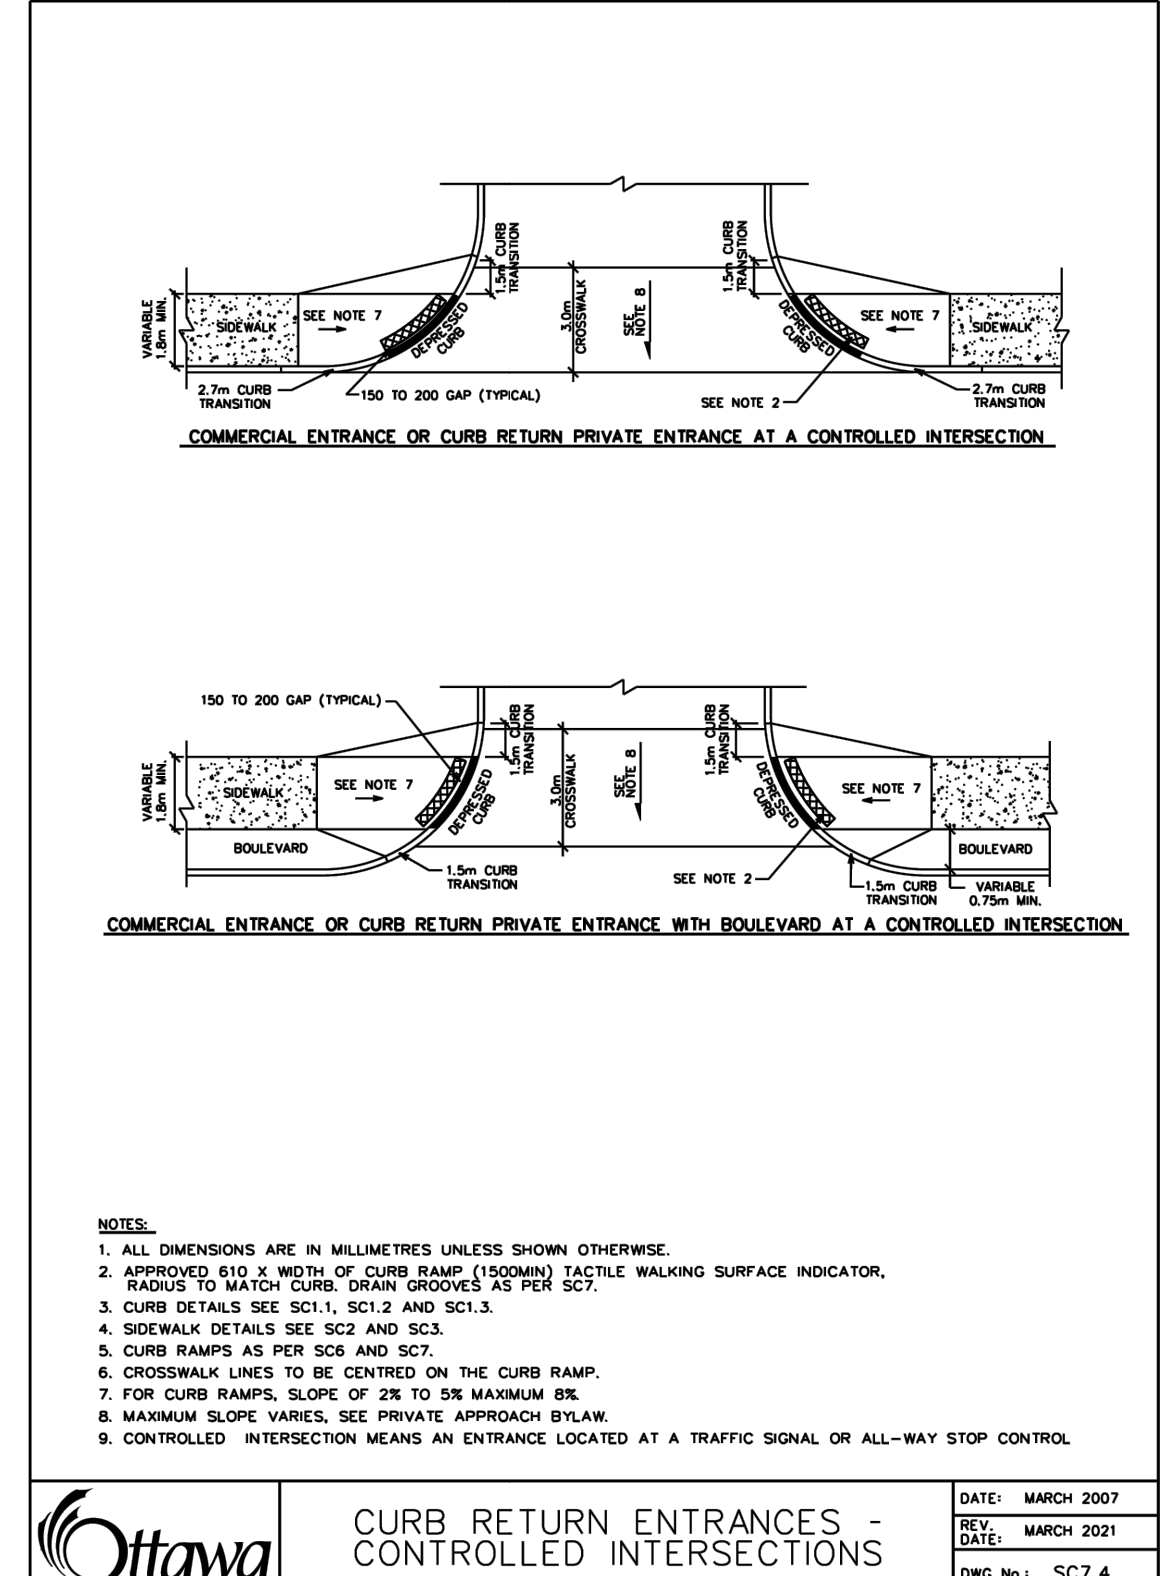 1.5m CURB
TRANSITION
1.5m CURB
TRANSITION
VARIABLE
1.8m MIN.
SIDEWALK
SEE NOTE 7
DEPRESSED
CURB
3.0m
CROSSWALK
SEE
NOTE 8
DEPRESSED
CURB
SEE NOTE 7
SIDEWALK
2.7m CURB
TRANSITION
150 TO 200 GAP (TYPICAL)
SEE NOTE 2
2.7m CURB
TRANSITION
COMMERCIAL ENTRANCE OR CURB RETURN PRIVATE ENTRANCE AT A CONTROLLED INTERSECTION
150 TO 200 GAP (TYPICAL)
1.5m CURB
TRANSITION
1.5m CURB
TRANSITION
VARIABLE
1.8m MIN.
SIDEWALK
SEE NOTE 7
DEPRESSED
CURB
3.0m
CROSSWALK
SEE
NOTE 8
DEPRESSED
CURB
SEE NOTE 7
BOULEVARD
BOULEVARD
1.5m CURB
TRANSITION
SEE NOTE 2
1.5m CURB
TRANSITION
VARIABLE
0.75m MIN.
COMMERCIAL ENTRANCE OR CURB RETURN PRIVATE ENTRANCE WITH BOULEVARD AT A CONTROLLED INTERSECTION
NOTES:
1. ALL DIMENSIONS ARE IN MILLIMETRES UNLESS SHOWN OTHERWISE.
2. APPROVED 610 X WIDTH OF CURB RAMP (1500MIN) TACTILE WALKING SURFACE INDICATOR,
RADIUS TO MATCH CURB. DRAIN GROOVES AS PER SC7.
3. CURB DETAILS SEE SC1.1, SC1.2 AND SC1.3.
4. SIDEWALK DETAILS SEE SC2 AND SC3.
5. CURB RAMPS AS PER SC6 AND SC7.
6. CROSSWALK LINES TO BE CENTRED ON THE CURB RAMP.
7. FOR CURB RAMPS, SLOPE OF 2% TO 5% MAXIMUM 8%.
8. MAXIMUM SLOPE VARIES, SEE PRIVATE APPROACH BYLAW.
9. CONTROLLED INTERSECTION MEANS AN ENTRANCE LOCATED AT A TRAFFIC SIGNAL OR ALL-WAY STOP CONTROL
Ottawa
CURB RETURN ENTRANCES -
CONTROLLED INTERSECTIONS
DATE: MARCH 2007
REV. DATE: MARCH 2021
DWG No.: SC7.4